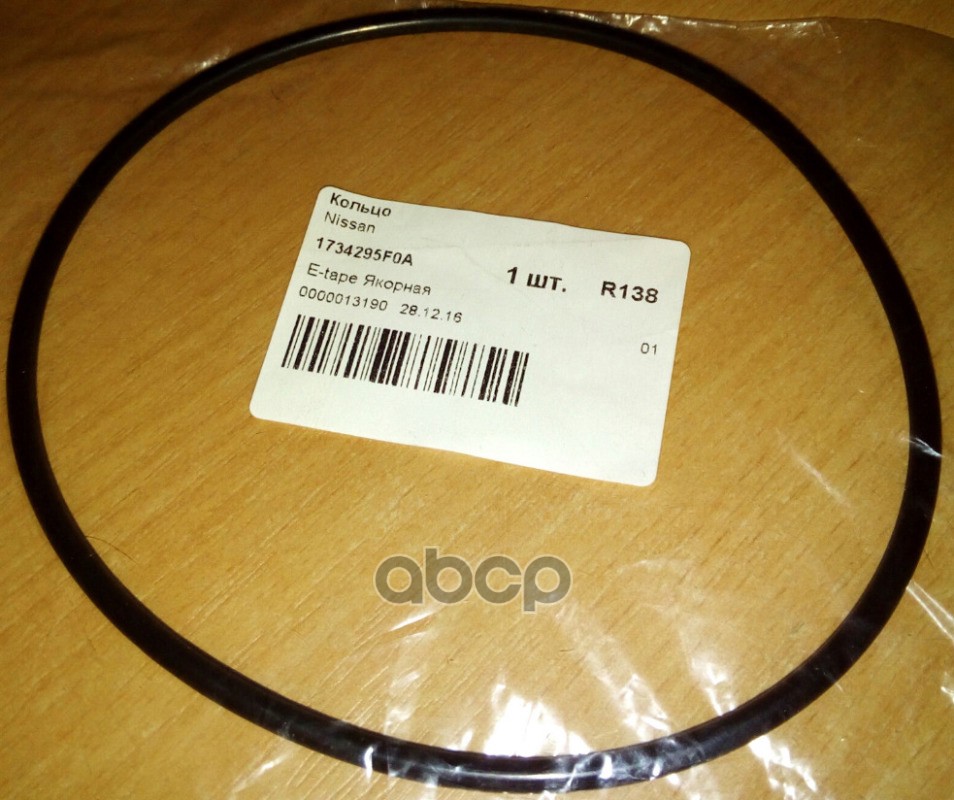 Кольцо
Nissan
1734295F0A
1 шт. R138
E-tape Якорная
0000013190 28.12.16
01
abcp